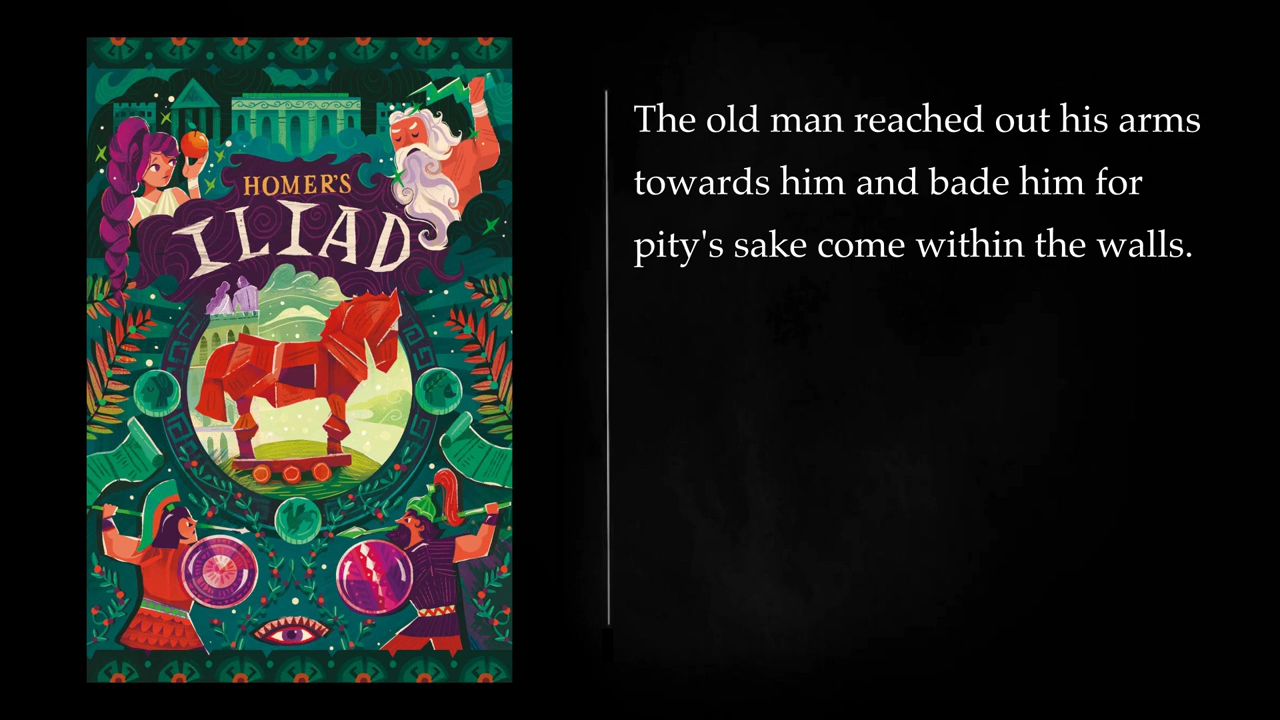 HOMER'S
ILIAD
The old man reached out his arms
towards him and bade him for
pity's sake come within the walls.